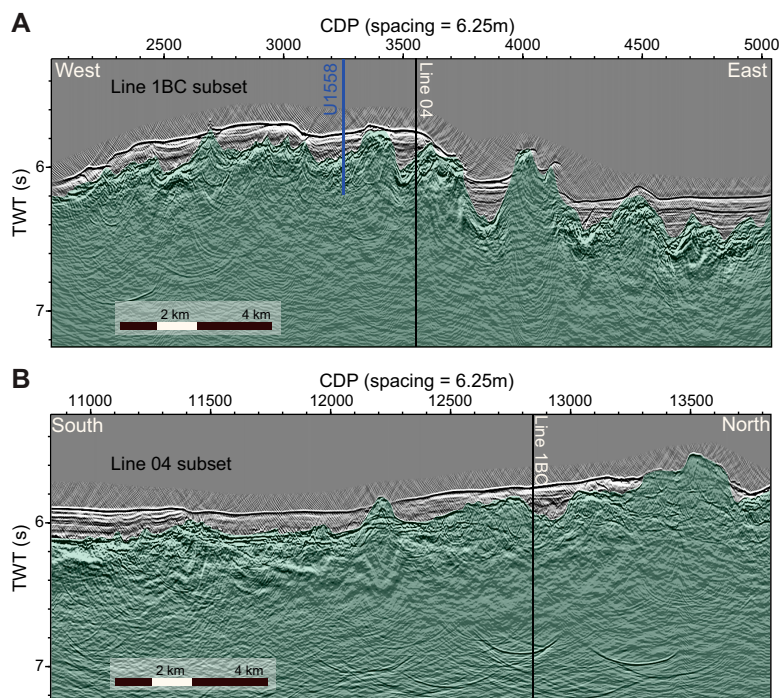 A
CDP (spacing = 6.25m)
2500 3000 3500 4000 4500 5000
West East
Line 1BC subset
U1558
Line 04
6
TWT (s)
7
2 km 4 km
B
CDP (spacing = 6.25m)
11000 11500 12000 12500 13000 13500
South North
Line 04 subset
Line 1BC
6
TWT (s)
7
2 km 4 km